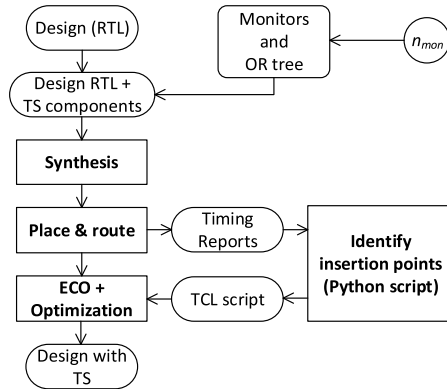 Design (RTL)
Monitors
and
OR tree
n_mon
Design RTL +
TS components
Synthesis
Place & route
Timing
Reports
Identify
insertion points
(Python script)
ECO +
Optimization
TCL script
Design with
TS